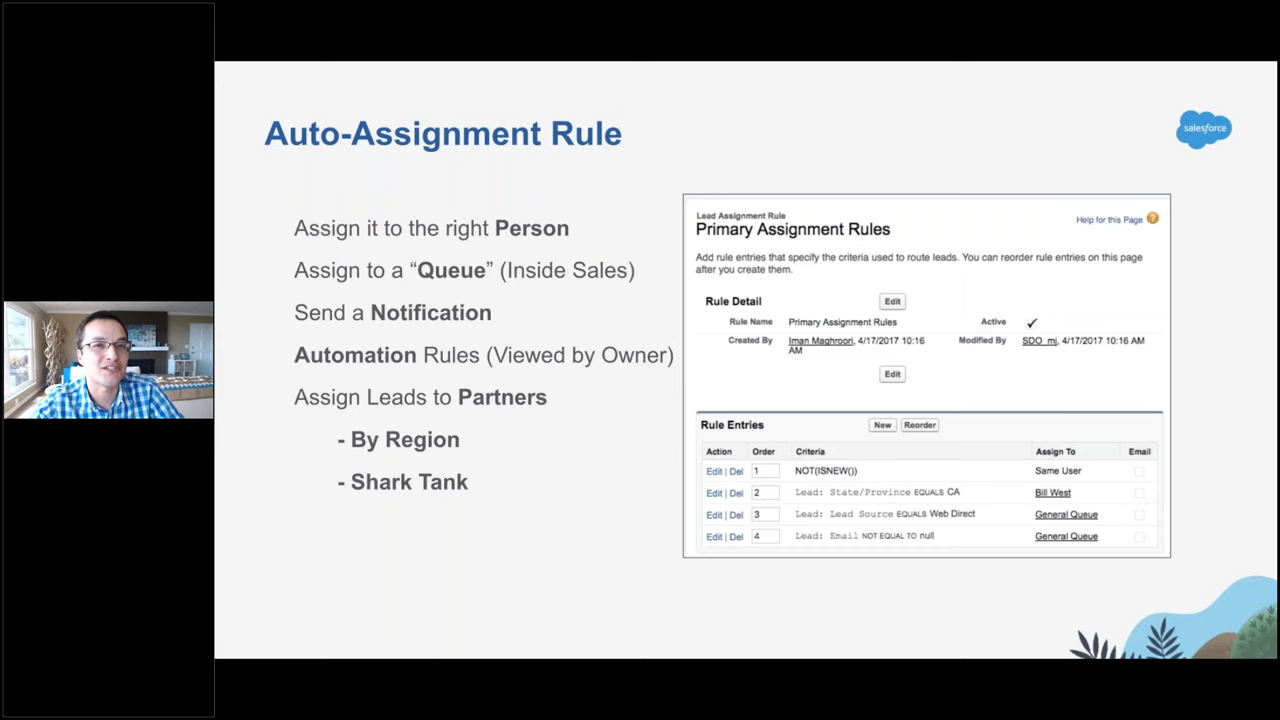 Auto-Assignment Rule
salesforce
Assign it to the right Person
Assign to a “Queue” (Inside Sales)
Send a Notification
Automation Rules (Viewed by Owner)
Assign Leads to Partners
- By Region
- Shark Tank
Lead Assignment Rule
Primary Assignment Rules
Help for this Page ?
Add rule entries that specify the criteria used to route leads. You can reorder rule entries on this page
after you create them.
Rule Detail Edit
Rule Name Primary Assignment Rules Active ✓
Created By Iman Maghroori, 4/17/2017 10:16 Modified By SDO_mj, 4/17/2017 10:16 AM
AM
Edit
Rule Entries New Reorder
Action Order Criteria Assign To Email
Edit | Del 1 NOT(ISNEW()) Same User
Edit | Del 2 Lead: State/Province EQUALS CA Bill West
Edit | Del 3 Lead: Lead Source EQUALS Web Direct General Queue
Edit | Del 4 Lead: Email NOT EQUAL TO null General Queue